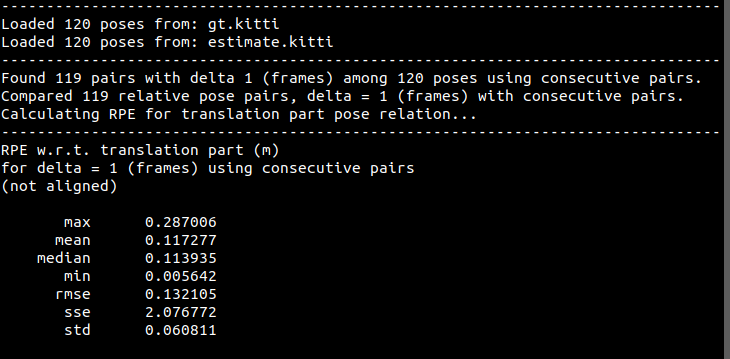 --------------------------------------------------------------------------------
Loaded 120 poses from: gt.kitti
Loaded 120 poses from: estimate.kitti
--------------------------------------------------------------------------------
Found 119 pairs with delta 1 (frames) among 120 poses using consecutive pairs.
Compared 119 relative pose pairs, delta = 1 (frames) with consecutive pairs.
Calculating RPE for translation part pose relation...
--------------------------------------------------------------------------------
RPE w.r.t. translation part (m)
for delta = 1 (frames) using consecutive pairs
(not aligned)
max 0.287006
mean 0.117277
median 0.113935
min 0.005642
rmse 0.132105
sse 2.076772
std 0.060811